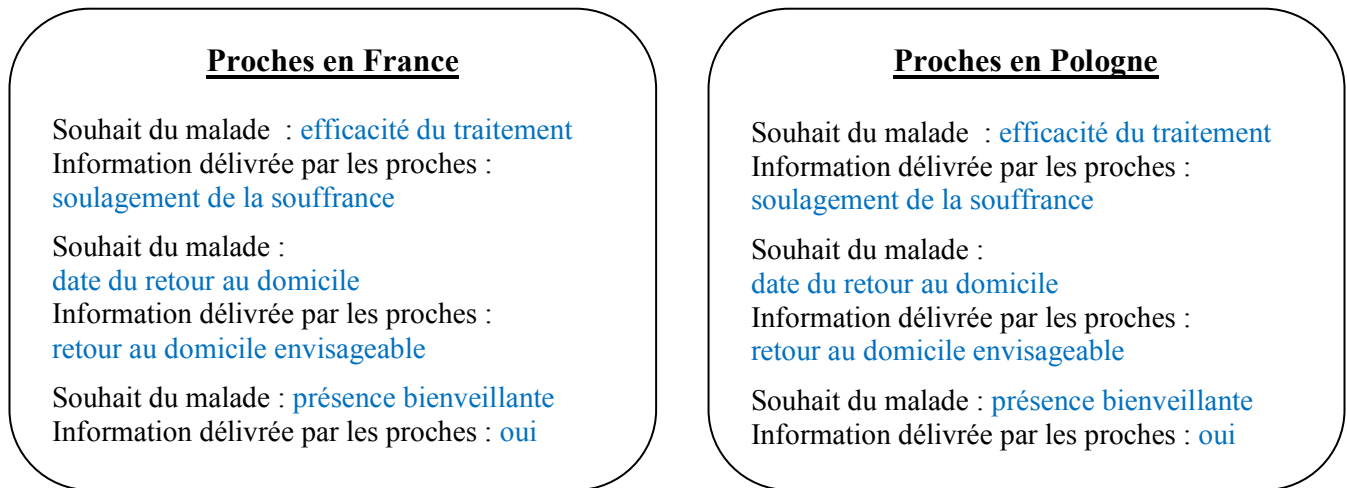 Proches en France
Souhait du malade  : efficacité du traitement
Information délivrée par les proches :
soulagement de la souffrance
Souhait du malade :
date du retour au domicile
Information délivrée par les proches :
retour au domicile envisageable
Souhait du malade : présence bienveillante
Information délivrée par les proches : oui
Proches en Pologne
Souhait du malade  : efficacité du traitement
Information délivrée par les proches :
soulagement de la souffrance
Souhait du malade :
date du retour au domicile
Information délivrée par les proches :
retour au domicile envisageable
Souhait du malade : présence bienveillante
Information délivrée par les proches : oui